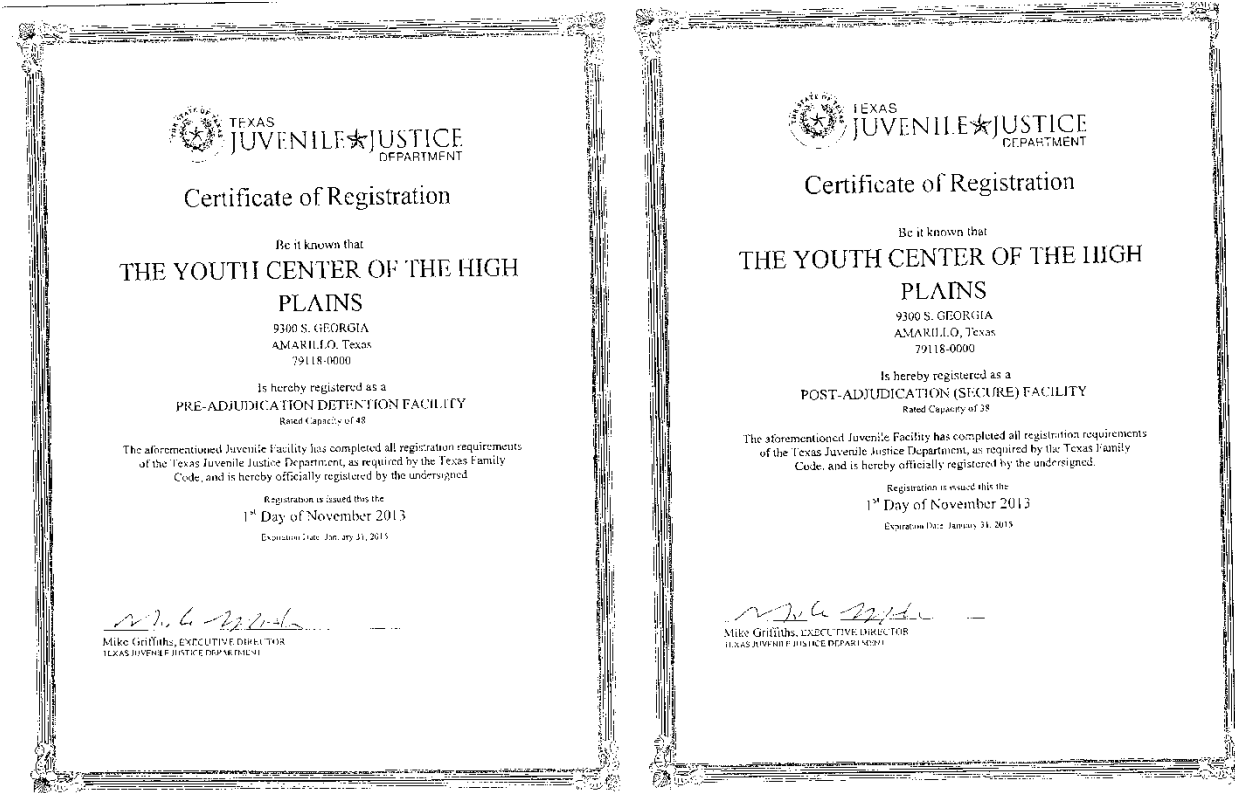 THE STATE OF TEXAS
TEXAS
JUVENILE JUSTICE
DEPARTMENT
Certificate of Registration
Be it known that
THE YOUTH CENTER OF THE HIGH
PLAINS
9300 S. GEORGIA
AMARILLO, Texas
79118-0000
Is hereby registered as a
PRE-ADJUDICATION DETENTION FACILITY
Rated Capacity of 48
The aforementioned Juvenile Facility has completed all registration requirements
of the Texas Juvenile Justice Department, as required by the Texas Family
Code, and is hereby officially registered by the undersigned
Registration is issued this the
1st Day of November 2013
Expiration Date January 31, 2015
Mike Griffiths, EXECUTIVE DIRECTOR
TEXAS JUVENILE JUSTICE DEPARTMENT
THE STATE OF TEXAS
TEXAS
JUVENILE JUSTICE
DEPARTMENT
Certificate of Registration
Be it known that
THE YOUTH CENTER OF THE HIGH
PLAINS
9300 S. GEORGIA
AMARILLO, Texas
79118-0000
Is hereby registered as a
POST-ADJUDICATION (SECURE) FACILITY
Rated Capacity of 38
The aforementioned Juvenile Facility has completed all registration requirements
of the Texas Juvenile Justice Department, as required by the Texas Family
Code, and is hereby officially registered by the undersigned.
Registration is issued this the
1st Day of November 2013
Expiration Date January 31, 2015
Mike Griffiths, EXECUTIVE DIRECTOR
TEXAS JUVENILE JUSTICE DEPARTMENT